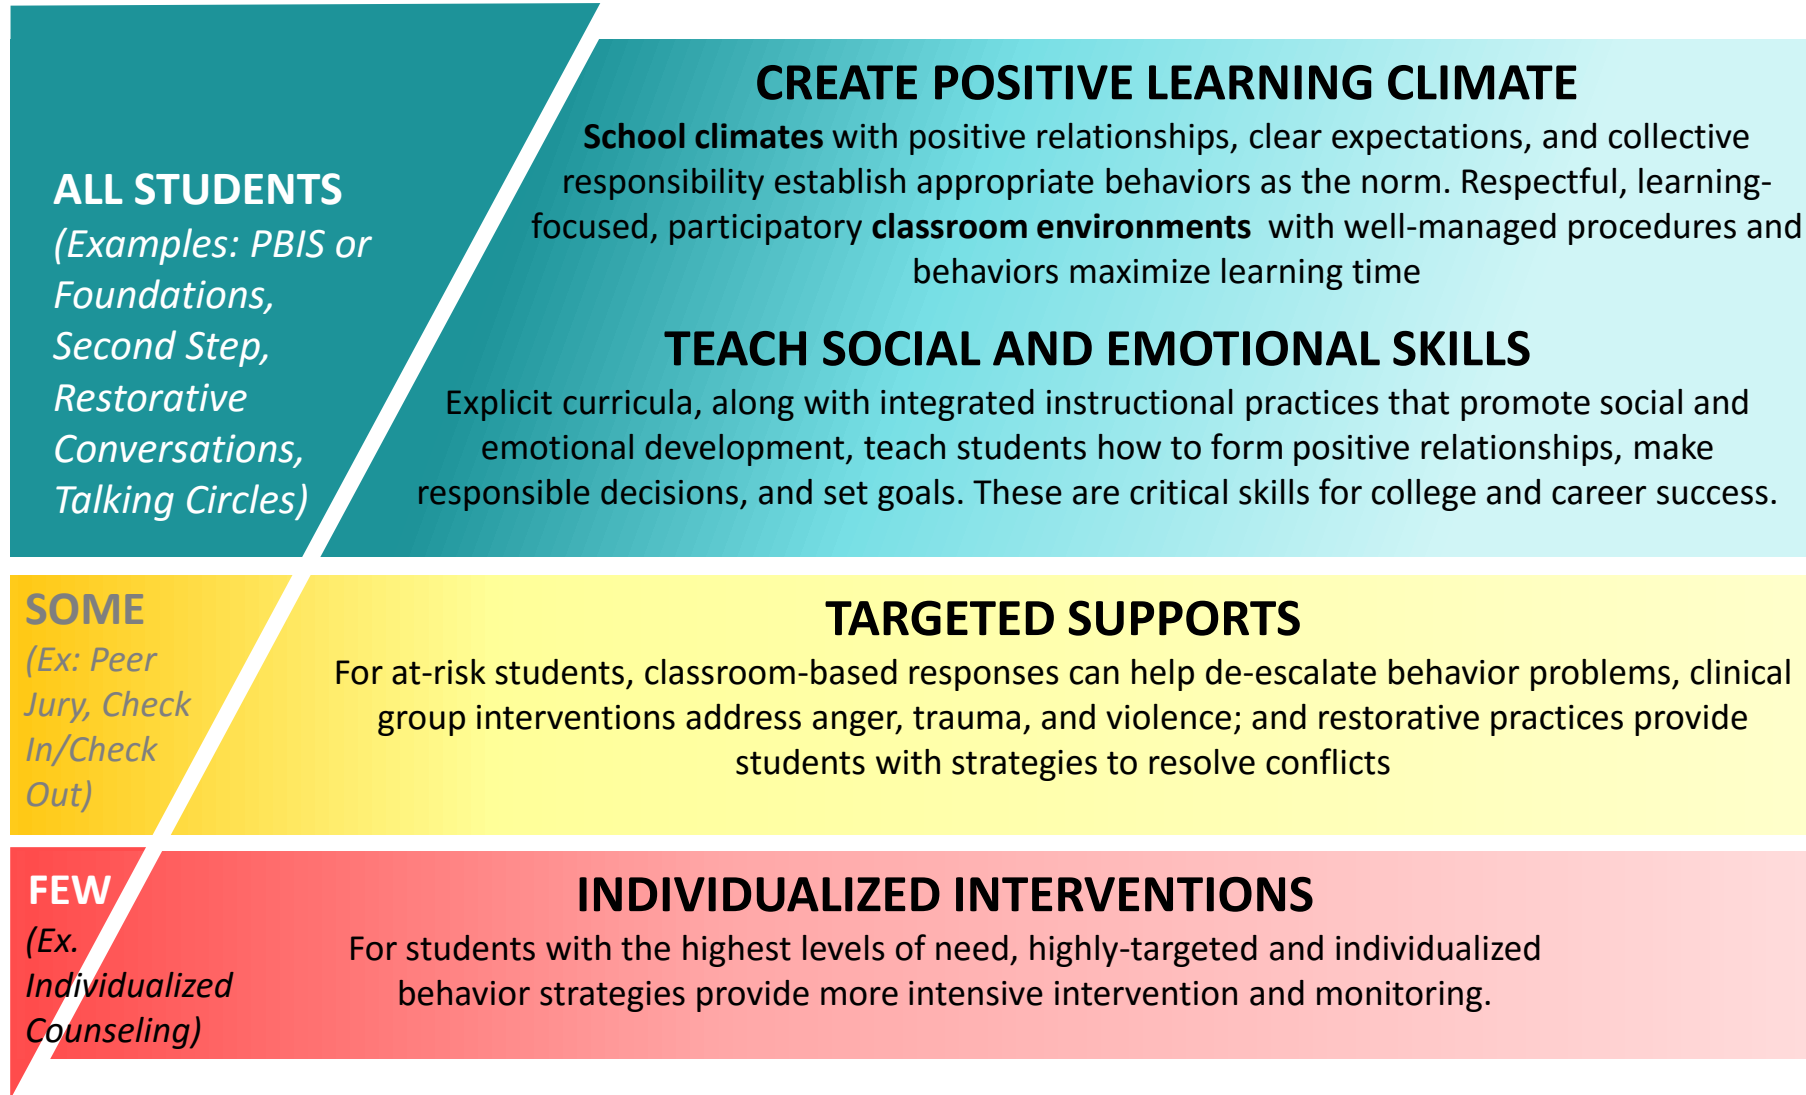 ALL STUDENTS
(Examples: PBIS or
Foundations,
Second Step,
Restorative
Conversations,
Talking Circles)
CREATE POSITIVE LEARNING CLIMATE
School climates with positive relationships, clear expectations, and collective
responsibility establish appropriate behaviors as the norm. Respectful, learning-
focused, participatory classroom environments with well-managed procedures and
behaviors maximize learning time
TEACH SOCIAL AND EMOTIONAL SKILLS
Explicit curricula, along with integrated instructional practices that promote social and
emotional development, teach students how to form positive relationships, make
responsible decisions, and set goals. These are critical skills for college and career success.
SOME
(Ex: Peer
Jury, Check
In/Check
Out)
TARGETED SUPPORTS
For at-risk students, classroom-based responses can help de-escalate behavior problems, clinical
group interventions address anger, trauma, and violence; and restorative practices provide
students with strategies to resolve conflicts
FEW
(Ex.
Individualized
Counseling)
INDIVIDUALIZED INTERVENTIONS
For students with the highest levels of need, highly-targeted and individualized
behavior strategies provide more intensive intervention and monitoring.